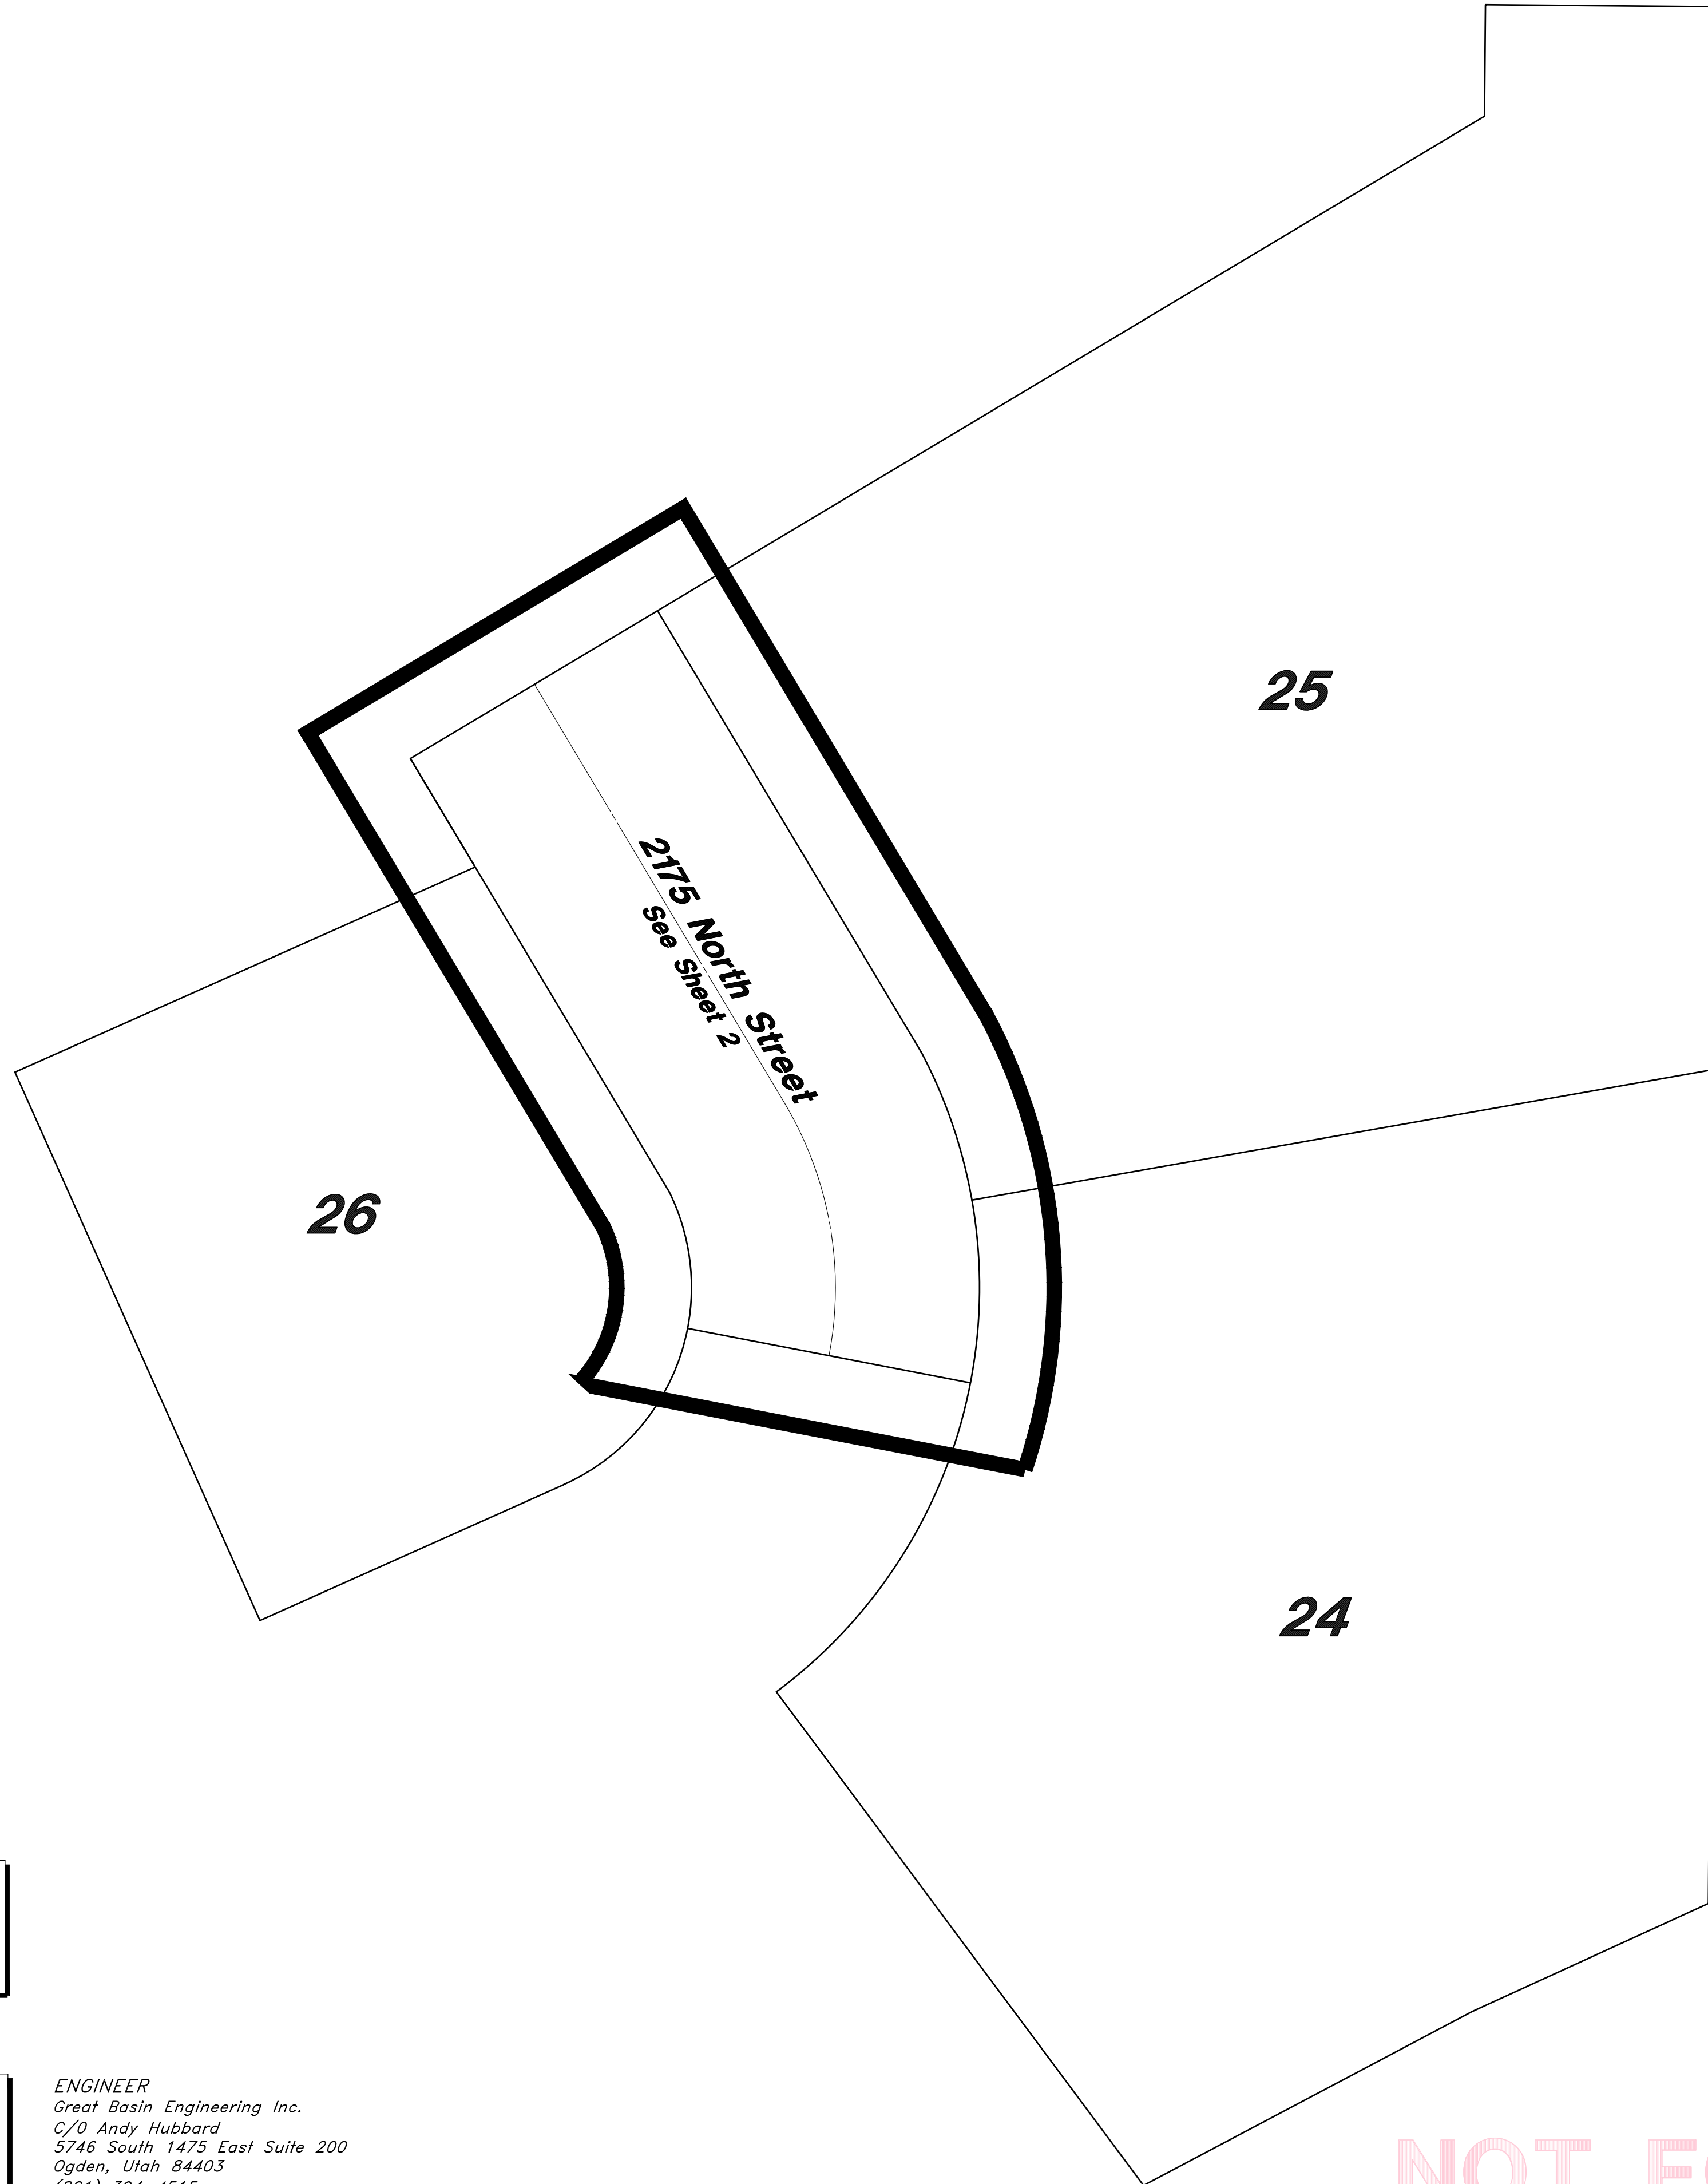 25
2175 North Street
see Sheet 2
26
24
ENGINEER
Great Basin Engineering Inc.
C/O Andy Hubbard
5746 South 1475 East Suite 200
Ogden, Utah 84403
NOT